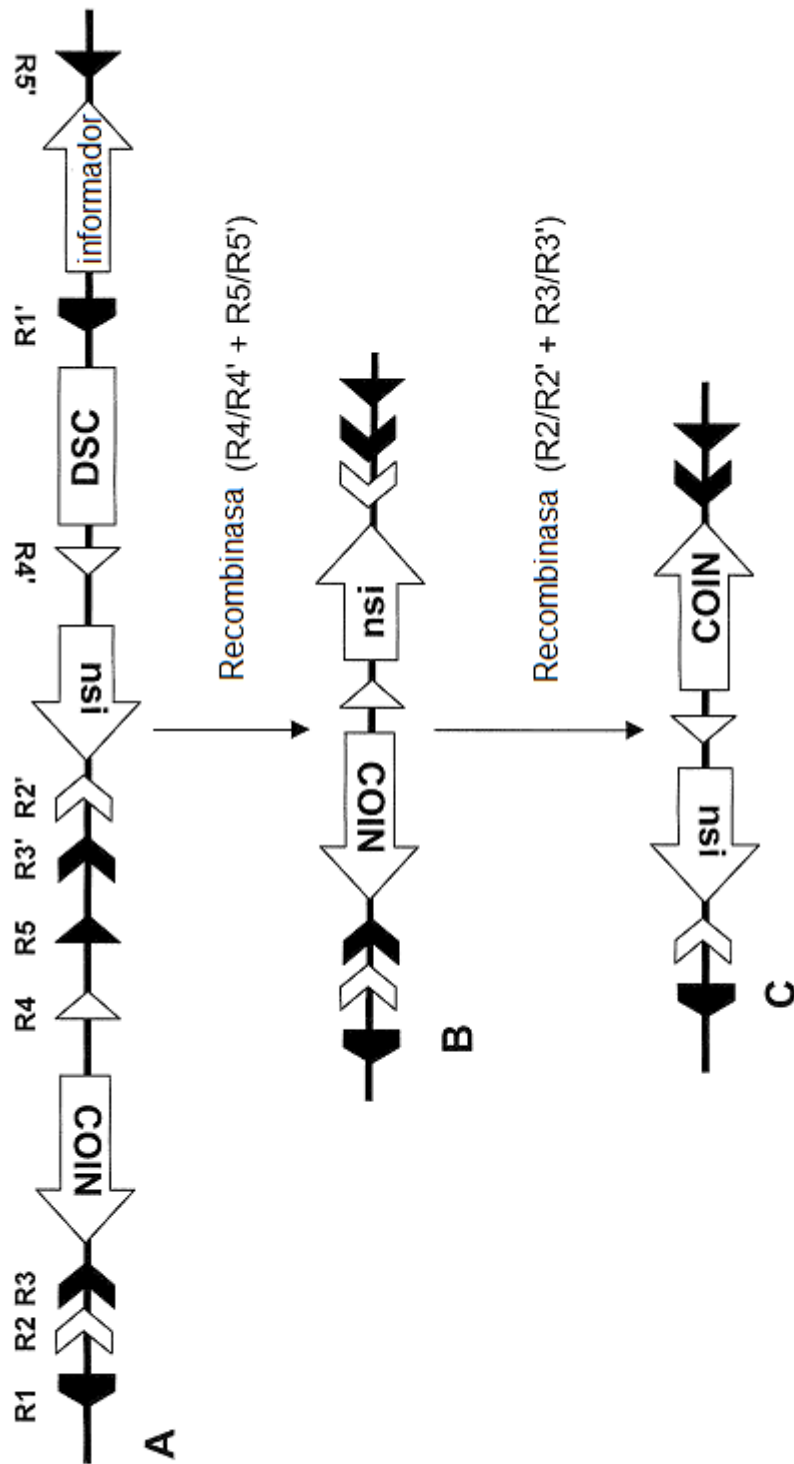 R1 R2 R3 R4 R5 R3' R2' R4' R1' R5'
COIN nsi DSC informador
A
Recombinasa (R4/R4' + R5/R5')
COIN nsi
B
Recombinasa (R2/R2' + R3/R3')
nsi COIN
C